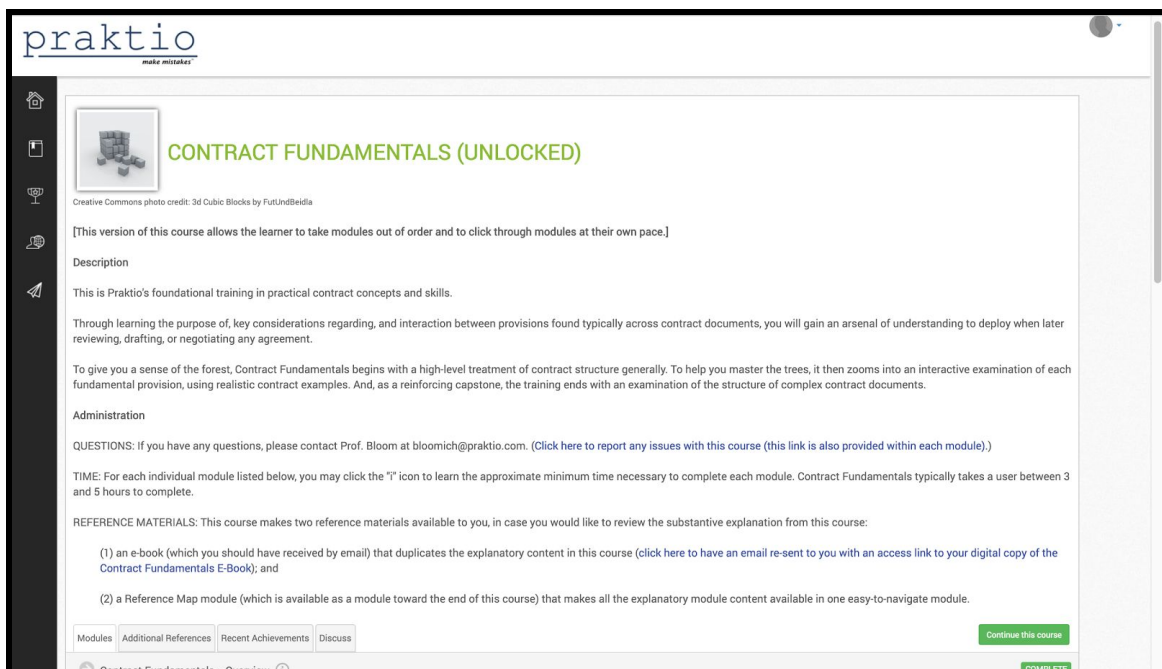 praktio
make mistakes™
CONTRACT FUNDAMENTALS (UNLOCKED)
Creative Commons photo credit: 3d Cubic Blocks by FutUndBeidla
[This version of this course allows the learner to take modules out of order and to click through modules at their own pace.]
Description
This is Praktio's foundational training in practical contract concepts and skills.
Through learning the purpose of, key considerations regarding, and interaction between provisions found typically across contract documents, you will gain an arsenal of understanding to deploy when later
reviewing, drafting, or negotiating any agreement.
To give you a sense of the forest, Contract Fundamentals begins with a high-level treatment of contract structure generally. To help you master the trees, it then zooms into an interactive examination of each
fundamental provision, using realistic contract examples. And, as a reinforcing capstone, the training ends with an examination of the structure of complex contract documents.
Administration
QUESTIONS: If you have any questions, please contact Prof. Bloom at bloomich@praktio.com. (Click here to report any issues with this course (this link is also provided within each module).)
TIME: For each individual module listed below, you may click the "i" icon to learn the approximate minimum time necessary to complete each module. Contract Fundamentals typically takes a user between 3
and 5 hours to complete.
REFERENCE MATERIALS: This course makes two reference materials available to you, in case you would like to review the substantive explanation from this course:
(1) an e-book (which you should have received by email) that duplicates the explanatory content in this course (click here to have an email re-sent to you with an access link to your digital copy of the
Contract Fundamentals E-Book); and
(2) a Reference Map module (which is available as a module toward the end of this course) that makes all the explanatory module content available in one easy-to-navigate module.
Modules Additional References Recent Achievements Discuss Continue this course
Contract Fundamentals - Overview COMPLETE